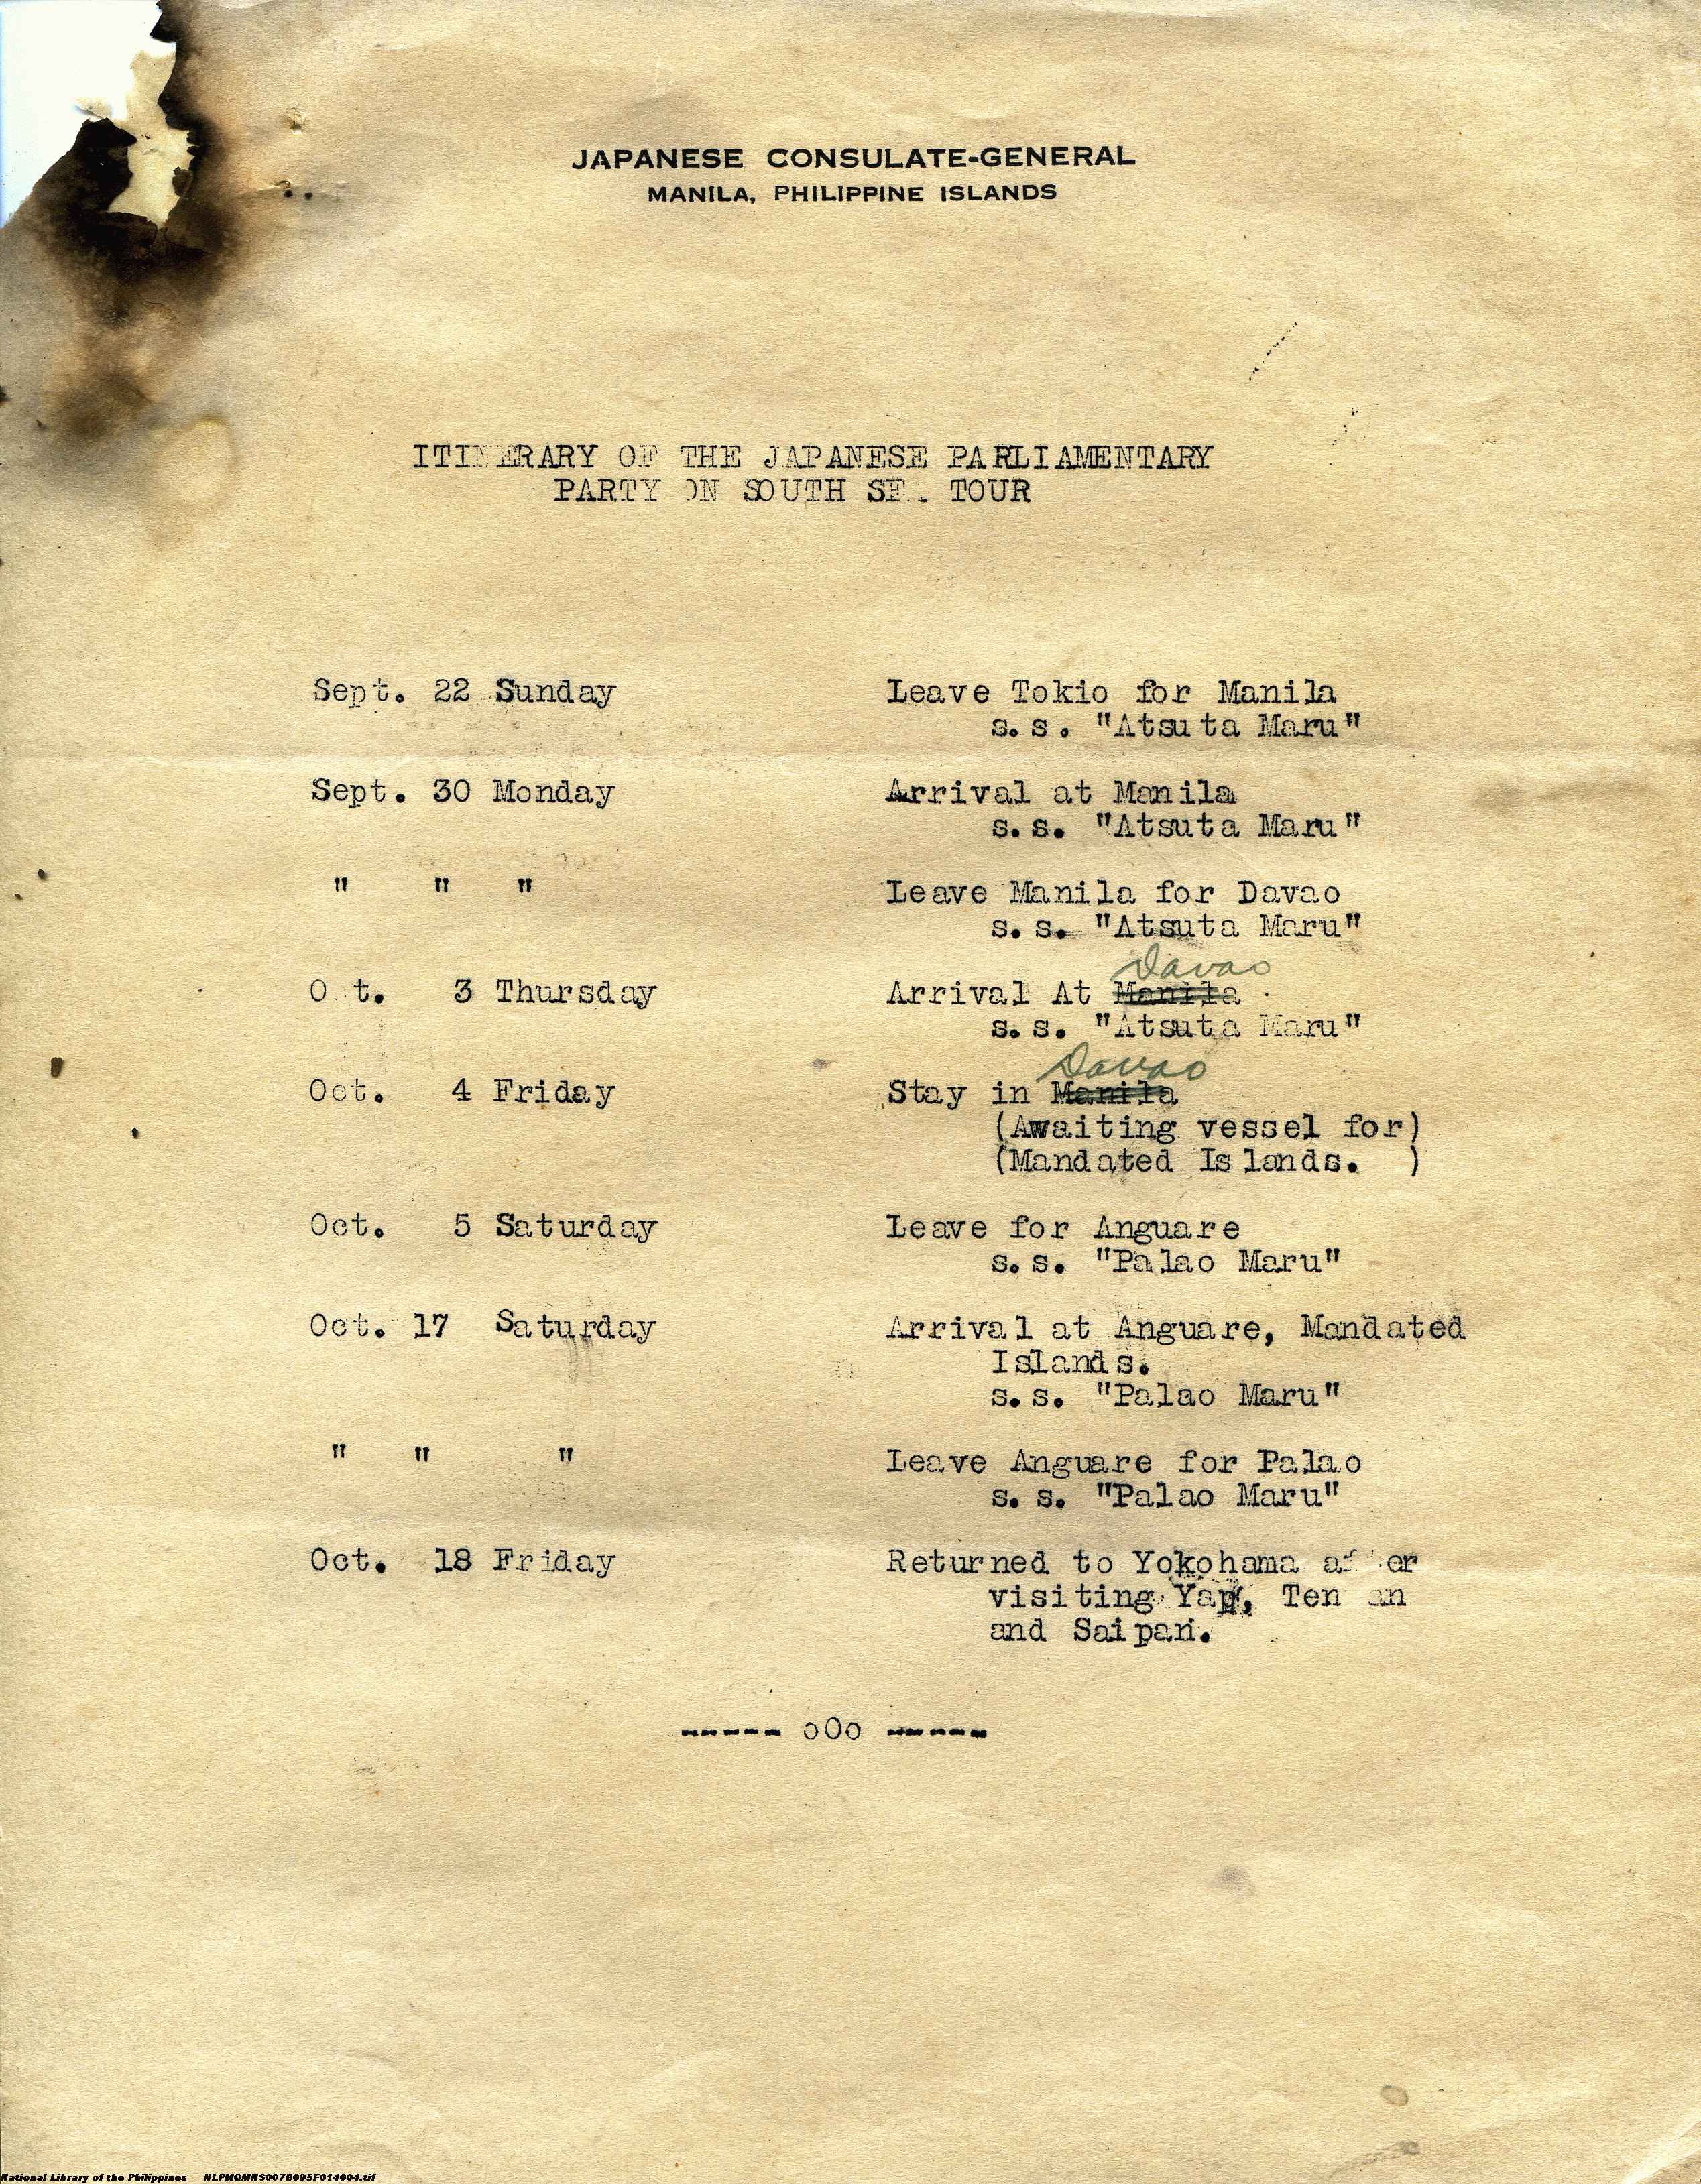 JAPANESE CONSULATE-GENERAL
MANILA, PHILIPPINE ISLANDS
ITINERARY OF THE JAPANESE PARLIAMENTARY
PARTY ON SOUTH SEA TOUR
Sept. 22 Sunday Leave Tokio for Manila
s.s. "Atsuta Maru"
Sept. 30 Monday Arrival at Manila
s.s. "Atsuta Maru"
" " " Leave Manila for Davao
s.s. "Atsuta Maru"
Davao
Oct. 3 Thursday Arrival At Manila
s.s. "Atsuta Maru"
Davao
Oct. 4 Friday Stay in Manila
(Awaiting vessel for)
(Mandated Islands. )
Oct. 5 Saturday Leave for Anguare
s.s. "Palao Maru"
Oct. 17 Saturday Arrival at Anguare, Mandated
Islands.
s.s. "Palao Maru"
" " " Leave Anguare for Palao
s.s. "Palao Maru"
Oct. 18 Friday Returned to Yokohama after
visiting Yap, Ten an
and Saipan.
----- oOo -----
National Library of the Philippines NLPMQMNS007B095F014004.tif